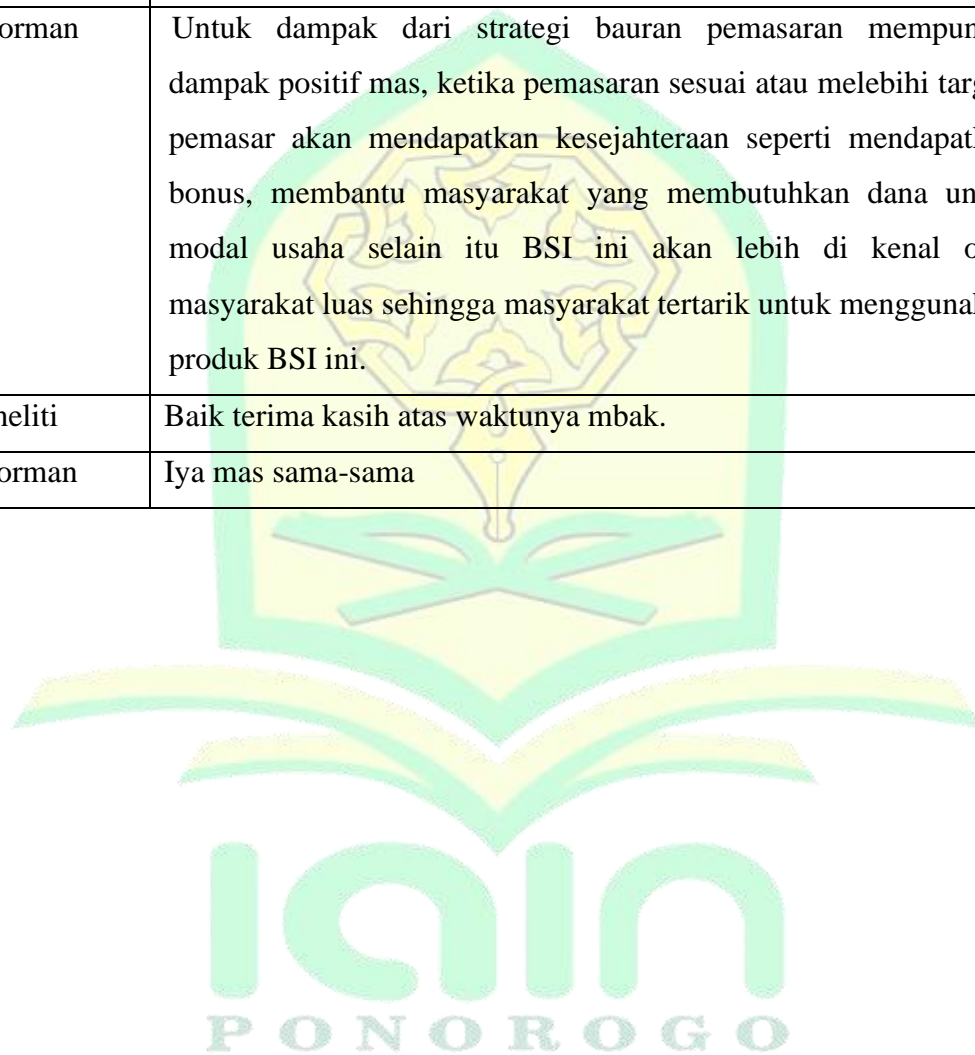 orman
Untuk dampak dari strategi bauran pemasaran mempun
dampak positif mas, ketika pemasaran sesuai atau melebihi targ
pemasar akan mendapatkan kesejahteraan seperti mendapatk
bonus, membantu masyarakat yang membutuhkan dana un
modal usaha selain itu BSI ini akan lebih di kenal o
masyarakat luas sehingga masyarakat tertarik untuk menggunak
produk BSI ini.
neliti
Baik terima kasih atas waktunya mbak.
orman
Iya mas sama-sama
iain
PONOROGO